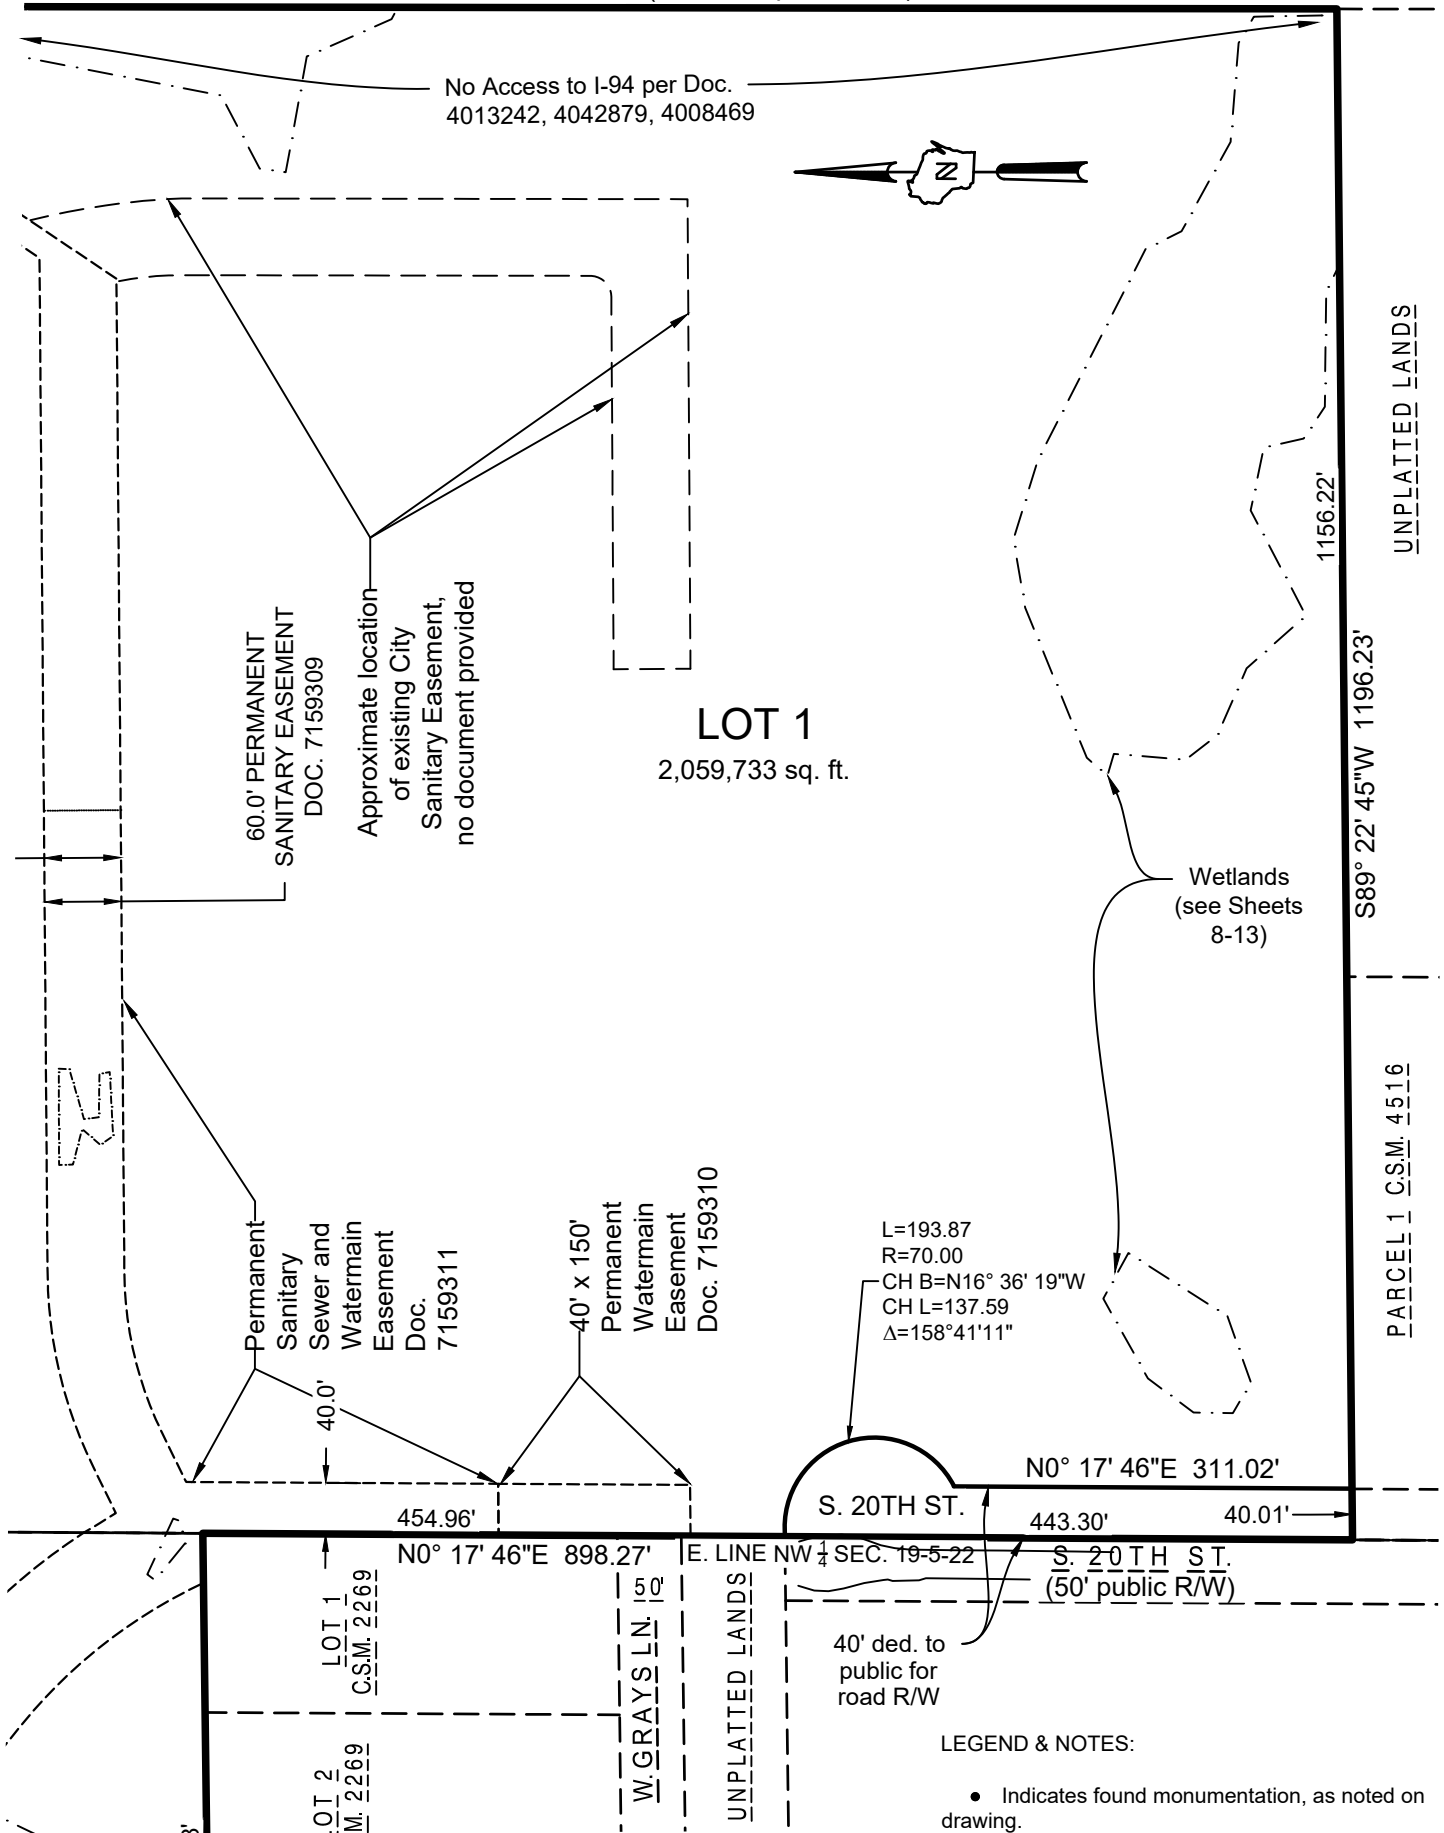 No Access to I-94 per Doc.
4013242, 4042879, 4008469
N
UNPLATTED LANDS
1156.22'
S89° 22' 45"W 1196.23'
60.0' PERMANENT
SANITARY EASEMENT
DOC. 7159309
Approximate location
of existing City
Sanitary Easement,
no document provided
LOT 1
2,059,733 sq. ft.
Wetlands
(see Sheets
8-13)
PARCEL 1 C.S.M. 4516
Permanent
Sanitary
Sewer and
Watermain
Easement
Doc.
7159311
40' x 150'
Permanent
Watermain
Easement
Doc. 7159310
L=193.87
R=70.00
CH B=N16° 36' 19"W
CH L=137.59
Δ=158°41'11"
40.0'
N0° 17' 46"E 311.02'
S. 20TH ST.
454.96'
443.30'
40.01'
N0° 17' 46"E 898.27'
E. LINE NW 1/4 SEC. 19-5-22
S. 20TH ST.
(50' public R/W)
LOT 1
C.S.M. 2269
50'
W. GRAYS LN.
UNPLATTED LANDS
40' ded. to
public for
road R/W
OT 2
M. 2269
LEGEND & NOTES:
● Indicates found monumentation, as noted on
drawing.